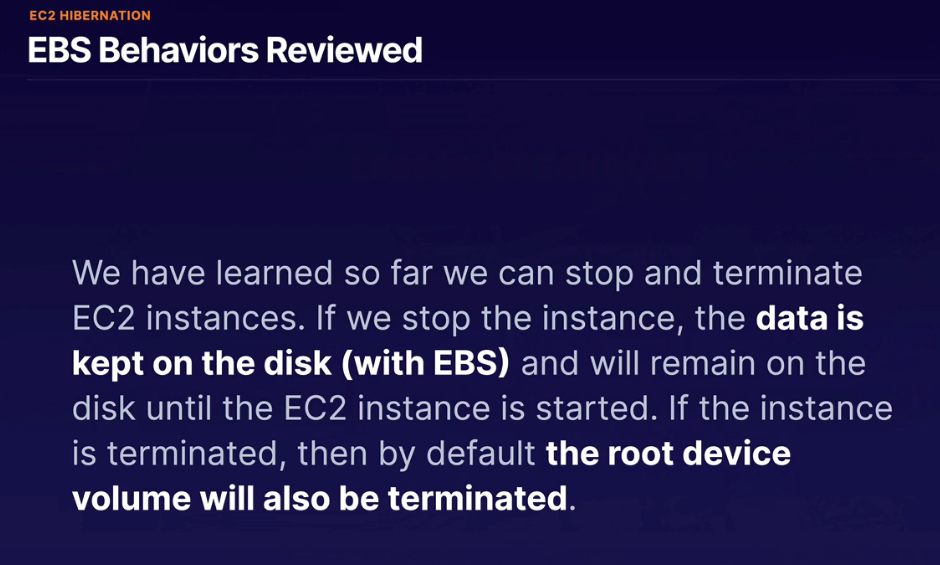 EC2 HIBERNATION
EBS Behaviors Reviewed
We have learned so far we can stop and terminate
EC2 instances. If we stop the instance, the data is
kept on the disk (with EBS) and will remain on the
disk until the EC2 instance is started. If the instance
is terminated, then by default the root device
volume will also be terminated.